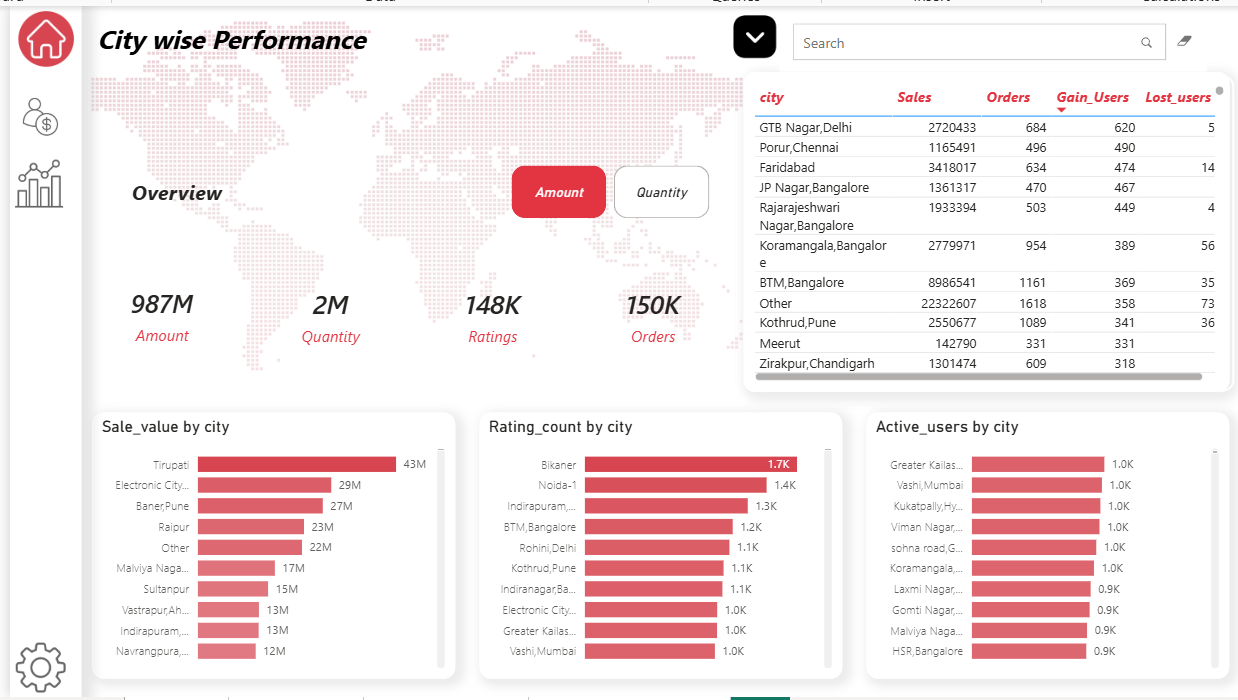 City wise Performance
Search
Overview
Amount
Quantity
987M
2M
148K
150K
Amount
Quantity
Ratings
Orders
city Sales Orders Gain_Users Lost_users
GTB Nagar,Delhi 2720433 684 620 5
Porur,Chennai 1165491 496 490
Faridabad 3418017 634 474 14
JP Nagar,Bangalore 1361317 470 467
Rajarajeshwari 1933394 503 449 4
Nagar,Bangalore
Koramangala,Bangalor 2779971 954 389 56
e
BTM,Bangalore 8986541 1161 369 35
Other 22322607 1618 358 73
Kothrud,Pune 2550677 1089 341 36
Meerut 142790 331 331
Zirakpur,Chandigarh 1301474 609 318
Sale_value by city
Tirupati 43M
Electronic City... 29M
Baner,Pune 27M
Raipur 23M
Other 22M
Malviya Naga... 17M
Sultanpur 15M
Vastrapur,Ah... 13M
Indirapuram,... 13M
Navrangpura,... 12M
Rating_count by city
Bikaner 1.7K
Noida-1 1.4K
Indirapuram,... 1.3K
BTM,Bangalore 1.2K
Rohini,Delhi 1.1K
Kothrud,Pune 1.1K
Indiranagar,Ba... 1.1K
Electronic City... 1.0K
Greater Kailas... 1.0K
Vashi,Mumbai 1.0K
Active_users by city
Greater Kailas... 1.0K
Vashi,Mumbai 1.0K
Kukatpally,Hy... 1.0K
Viman Nagar,... 1.0K
sohna road,G... 1.0K
Koramangala,... 1.0K
Laxmi Nagar,... 0.9K
Gomti Nagar,... 0.9K
Malviya Naga... 0.9K
HSR,Bangalore 0.9K